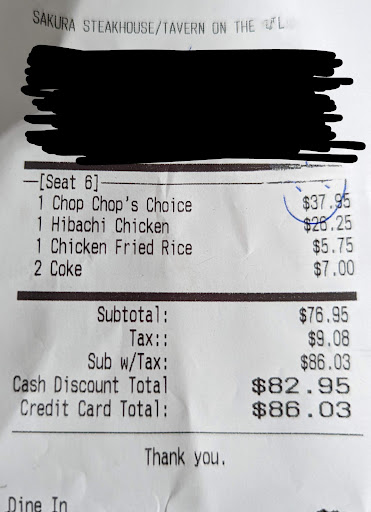 SAKURA STEAKHOUSE/TAVERN ON THE
[Seat 6]
1 Chop Chop's Choice $37.95
1 Hibachi Chicken $26.25
1 Chicken Fried Rice $5.75
2 Coke $7.00
Subtotal: $76.95
Tax:: $9.08
Sub w/Tax: $86.03
Cash Discount Total $82.95
Credit Card Total: $86.03
Thank you.
Dine In